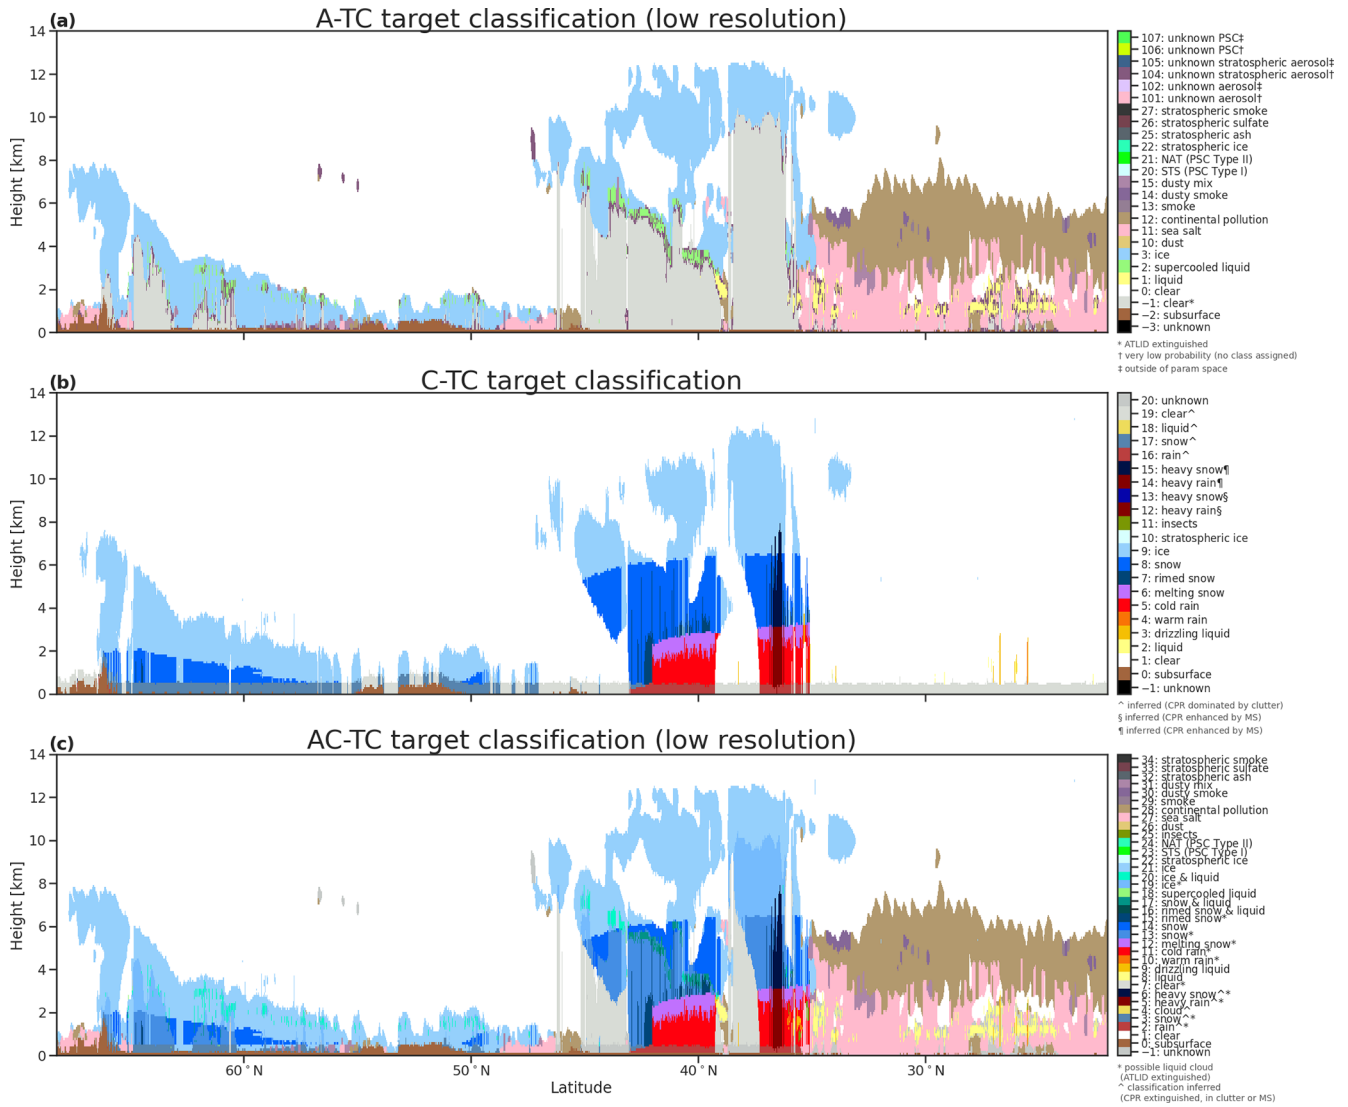 (a)
A-TC target classification (low resolution)
14
12
10
8
6
4
2
0
Height [km]
107: unknown PSC‡
106: unknown PSC†
105: unknown stratospheric aerosol‡
104: unknown stratospheric aerosol†
102: unknown aerosol‡
101: unknown aerosol†
27: stratospheric smoke
26: stratospheric sulfate
25: stratospheric ash
22: stratospheric ice
21: NAT (PSC Type II)
20: STS (PSC Type I)
15: dusty mix
14: dusty smoke
13: smoke
12: continental pollution
11: sea salt
10: dust
3: ice
2: supercooled liquid
1: liquid
0: clear
−1: clear*
−2: subsurface
−3: unknown
* ATLID extinguished
† very low probability (no class assigned)
‡ outside of param space
(b)
C-TC target classification
14
12
10
8
6
4
2
0
Height [km]
20: unknown
19: clear^
18: liquid^
17: snow^
16: rain^
15: heavy snow¶
14: heavy rain¶
13: heavy snow§
12: heavy rain§
11: insects
10: stratospheric ice
9: ice
8: snow
7: rimed snow
6: melting snow
5: cold rain
4: warm rain
3: drizzling liquid
2: liquid
1: clear
0: subsurface
−1: unknown
^ inferred (CPR dominated by clutter)
§ inferred (CPR enhanced by MS)
¶ inferred (CPR enhanced by MS)
(c)
AC-TC target classification (low resolution)
14
12
10
8
6
4
2
0
Height [km]
60°N
50°N
40°N
30°N
Latitude
34: stratospheric smoke
33: stratospheric sulfate
32: stratospheric ash
31: dusty mix
30: dusty smoke
29: smoke
28: continental pollution
27: sea salt
26: dust
25: insects
24: NAT (PSC Type II)
23: STS (PSC Type I)
22: stratospheric ice
21: ice
20: ice & liquid
19: ice*
18: supercooled liquid
17: snow & liquid
16: rimed snow & liquid
15: rimed snow*
14: snow
13: snow*
12: melting snow*
11: cold rain*
10: warm rain*
9: drizzling liquid
8: liquid
7: clear*
6: heavy snow^*
5: heavy rain^*
4: cloud^
3: snow^*
2: rain^*
1: clear
0: subsurface
−1: unknown
* possible liquid cloud
(ATLID extinguished)
^ classification inferred
(CPR extinguished, in clutter or MS)